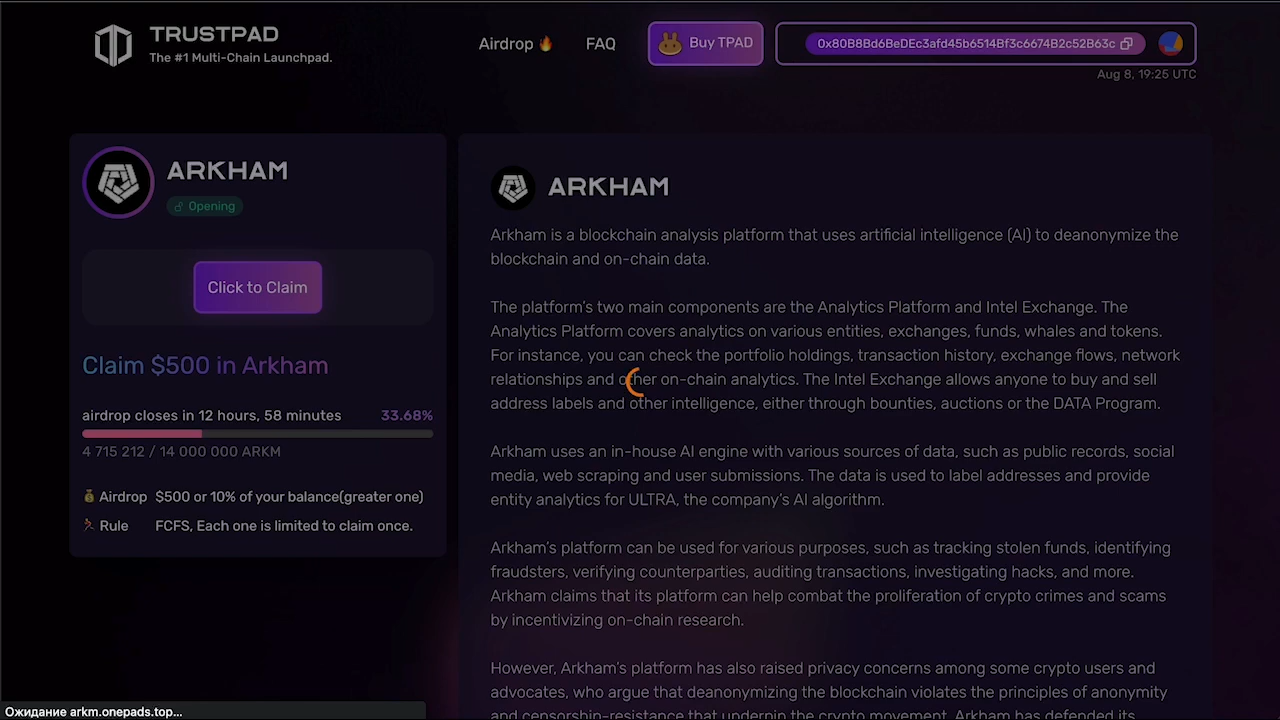 TRUSTPAD
The #1 Multi-Chain Launchpad.
Airdrop FAQ Buy TPAD 0x80B8Bd6BeDEc3afd45b6514Bf3c6674B2c52B63c
Aug 8, 19:25 UTC
ARKHAM
Opening
Click to Claim
Claim $500 in Arkham
airdrop closes in 12 hours, 58 minutes 33.68%
4 715 212 / 14 000 000 ARKM
Airdrop $500 or 10% of your balance(greater one)
Rule FCFS, Each one is limited to claim once.
ARKHAM
Arkham is a blockchain analysis platform that uses artificial intelligence (AI) to deanonymize the
blockchain and on-chain data.
The platform's two main components are the Analytics Platform and Intel Exchange. The
Analytics Platform covers analytics on various entities, exchanges, funds, whales and tokens.
For instance, you can check the portfolio holdings, transaction history, exchange flows, network
relationships and other on-chain analytics. The Intel Exchange allows anyone to buy and sell
address labels and other intelligence, either through bounties, auctions or the DATA Program.
Arkham uses an in-house AI engine with various sources of data, such as public records, social
media, web scraping and user submissions. The data is used to label addresses and provide
entity analytics for ULTRA, the company's AI algorithm.
Arkham's platform can be used for various purposes, such as tracking stolen funds, identifying
fraudsters, verifying counterparties, auditing transactions, investigating hacks, and more.
Arkham claims that its platform can help combat the proliferation of crypto crimes and scams
by incentivizing on-chain research.
However, Arkham's platform has also raised privacy concerns among some crypto users and
advocates, who argue that deanonymizing the blockchain violates the principles of anonymity
and censorship-resistance that underpin the crypto movement. Arkham has defended its
Ожидание arkm.onepads.top...